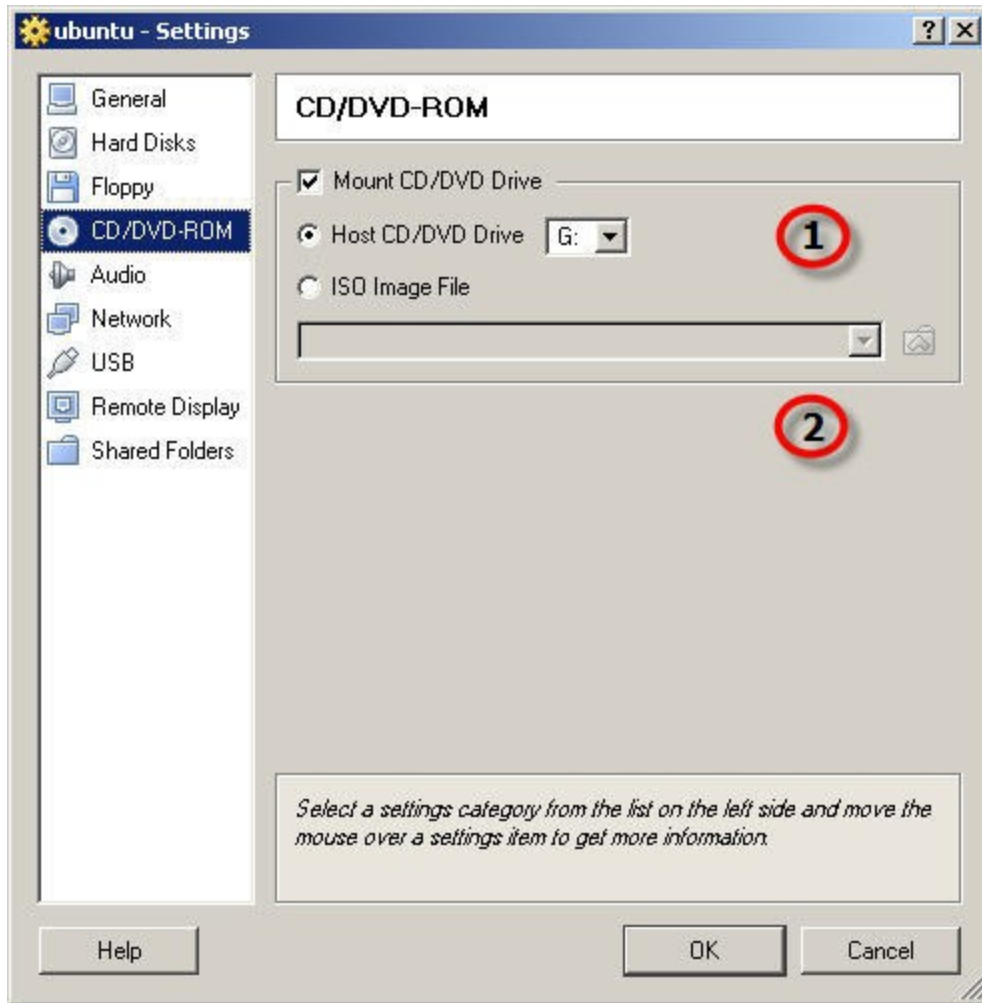 ubuntu - Settings
General
Hard Disks
Floppy
CD/DVD-ROM
Audio
Network
USB
Remote Display
Shared Folders
CD/DVD-ROM
Mount CD/DVD Drive
Host CD/DVD Drive G:
1
ISO Image File
2
Select a settings category from the list on the left side and move the
mouse over a settings item to get more information.
Help
OK
Cancel